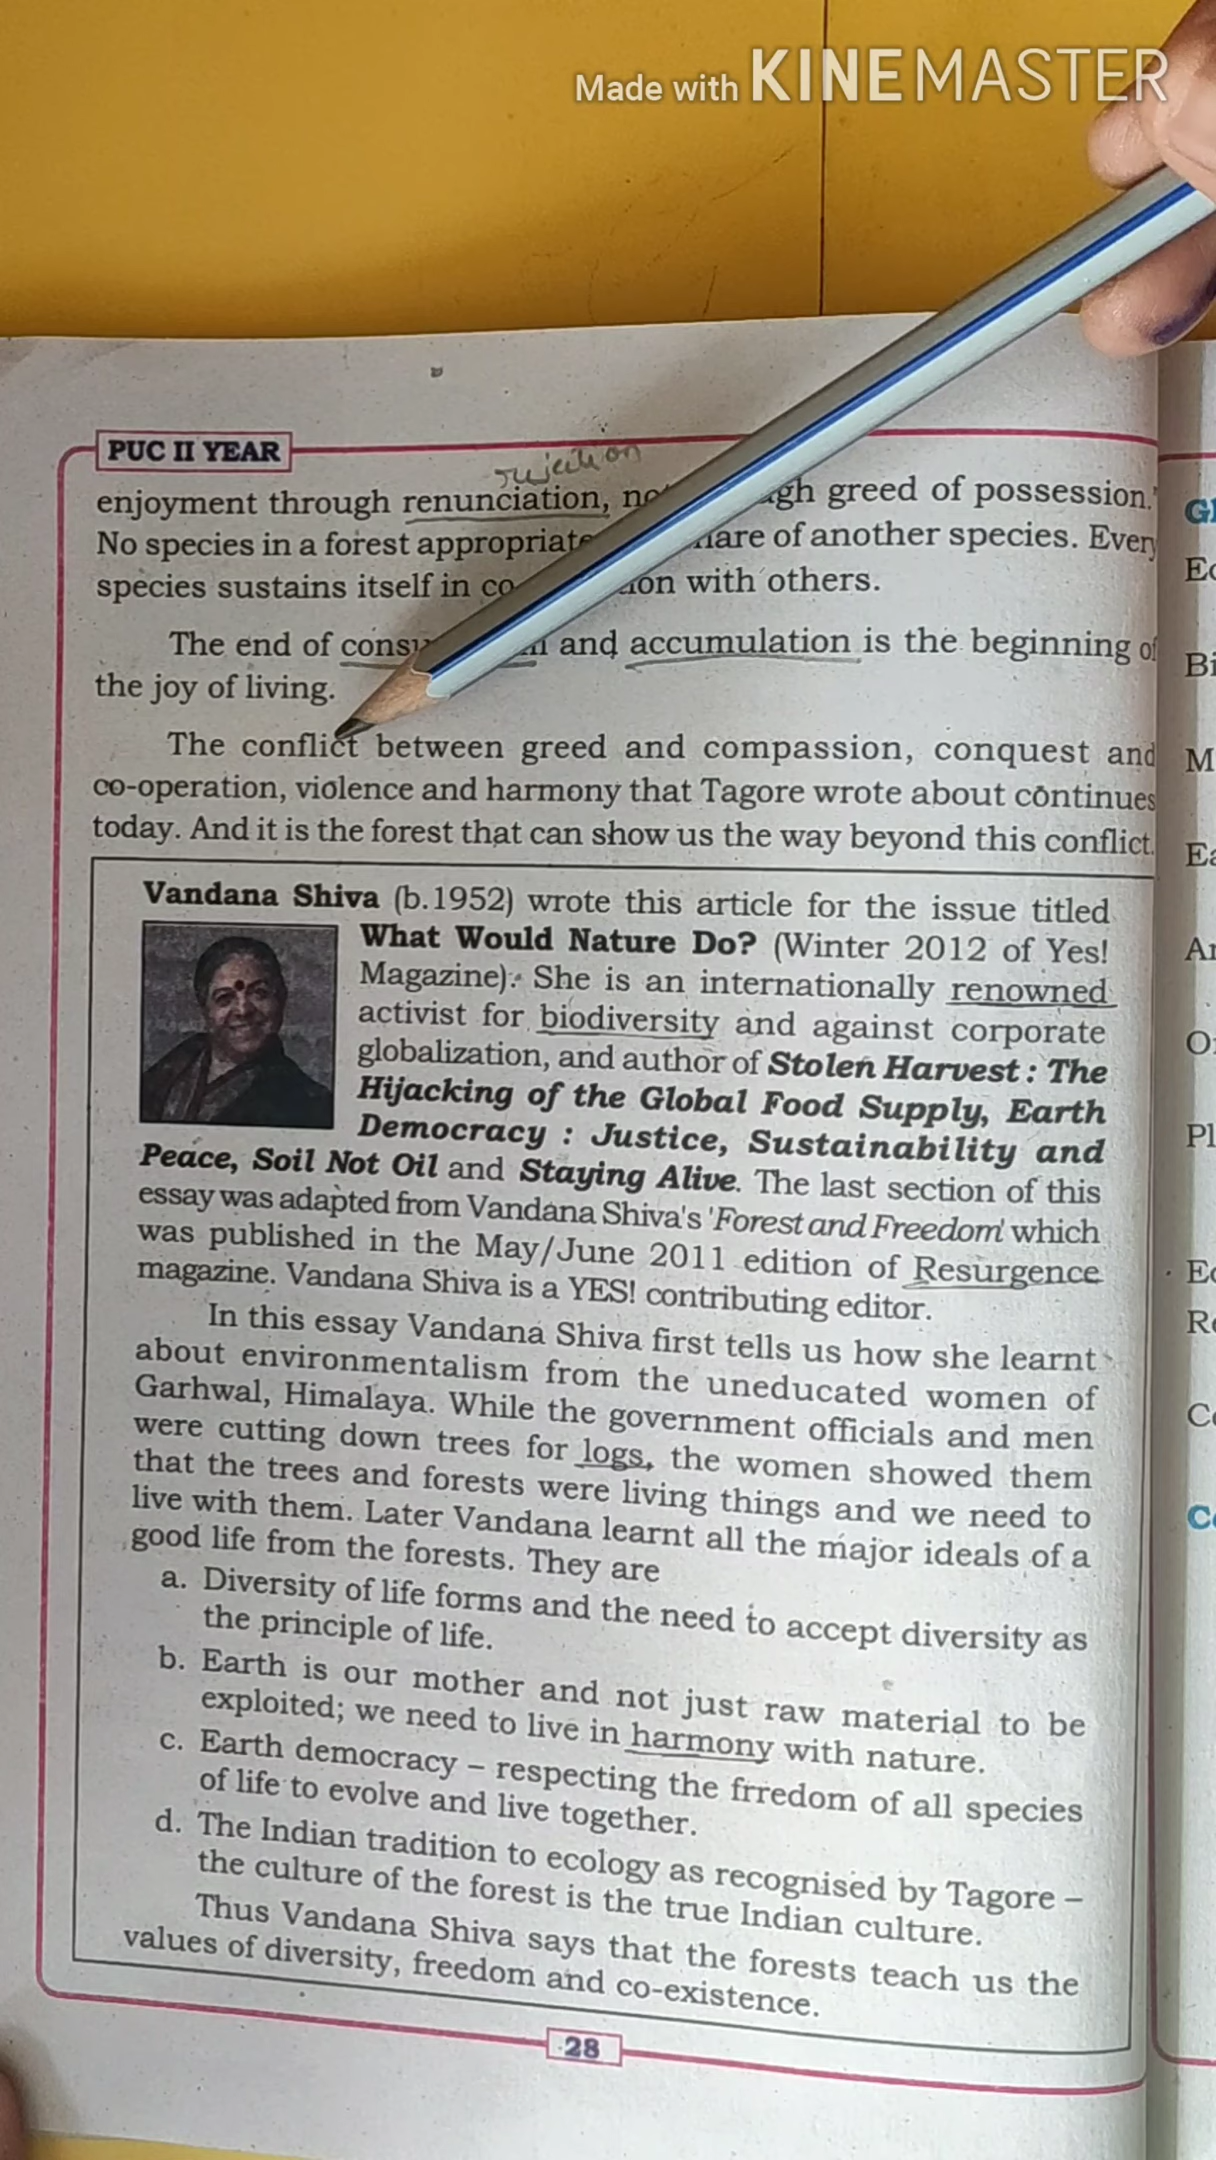 Made with KINEMASTER
PUC II YEAR
rejection
enjoyment through renunciation, greed of possession.'
No species in a forest of another species. Every
species sustains itself in with others.
The end of and accumulation is the beginning of
the joy of living.
The conflict between greed and compassion, conquest and
co-operation, violence and harmony that Tagore wrote about continues
today. And it is the forest that can show us the way beyond this conflict.
Vandana Shiva (b.1952) wrote this article for the issue titled
What Would Nature Do? (Winter 2012 of Yes!
Magazine). She is an internationally renowned
activist for biodiversity and against corporate
globalization, and author of Stolen Harvest : The
Hijacking of the Global Food Supply, Earth
Democracy : Justice, Sustainability and
Peace, Soil Not Oil and Staying Alive. The last section of this
essay was adapted from Vandana Shiva's 'Forest and Freedom' which
was published in the May/June 2011 edition of Resurgence
magazine. Vandana Shiva is a YES! contributing editor.
In this essay Vandana Shiva first tells us how she learnt
about environmentalism from the uneducated women of
Garhwal, Himalaya. While the government officials and men
were cutting down trees for logs, the women showed them
that the trees and forests were living things and we need to
live with them. Later Vandana learnt all the major ideals of a
good life from the forests. They are
a. Diversity of life forms and the need to accept diversity as
the principle of life.
b. Earth is our mother and not just raw material to be
exploited; we need to live in harmony with nature.
c. Earth democracy – respecting the frredom of all species
of life to evolve and live together.
d. The Indian tradition to ecology as recognised by Tagore –
the culture of the forest is the true Indian culture.
Thus Vandana Shiva says that the forests teach us the
values of diversity, freedom and co-existence.
28